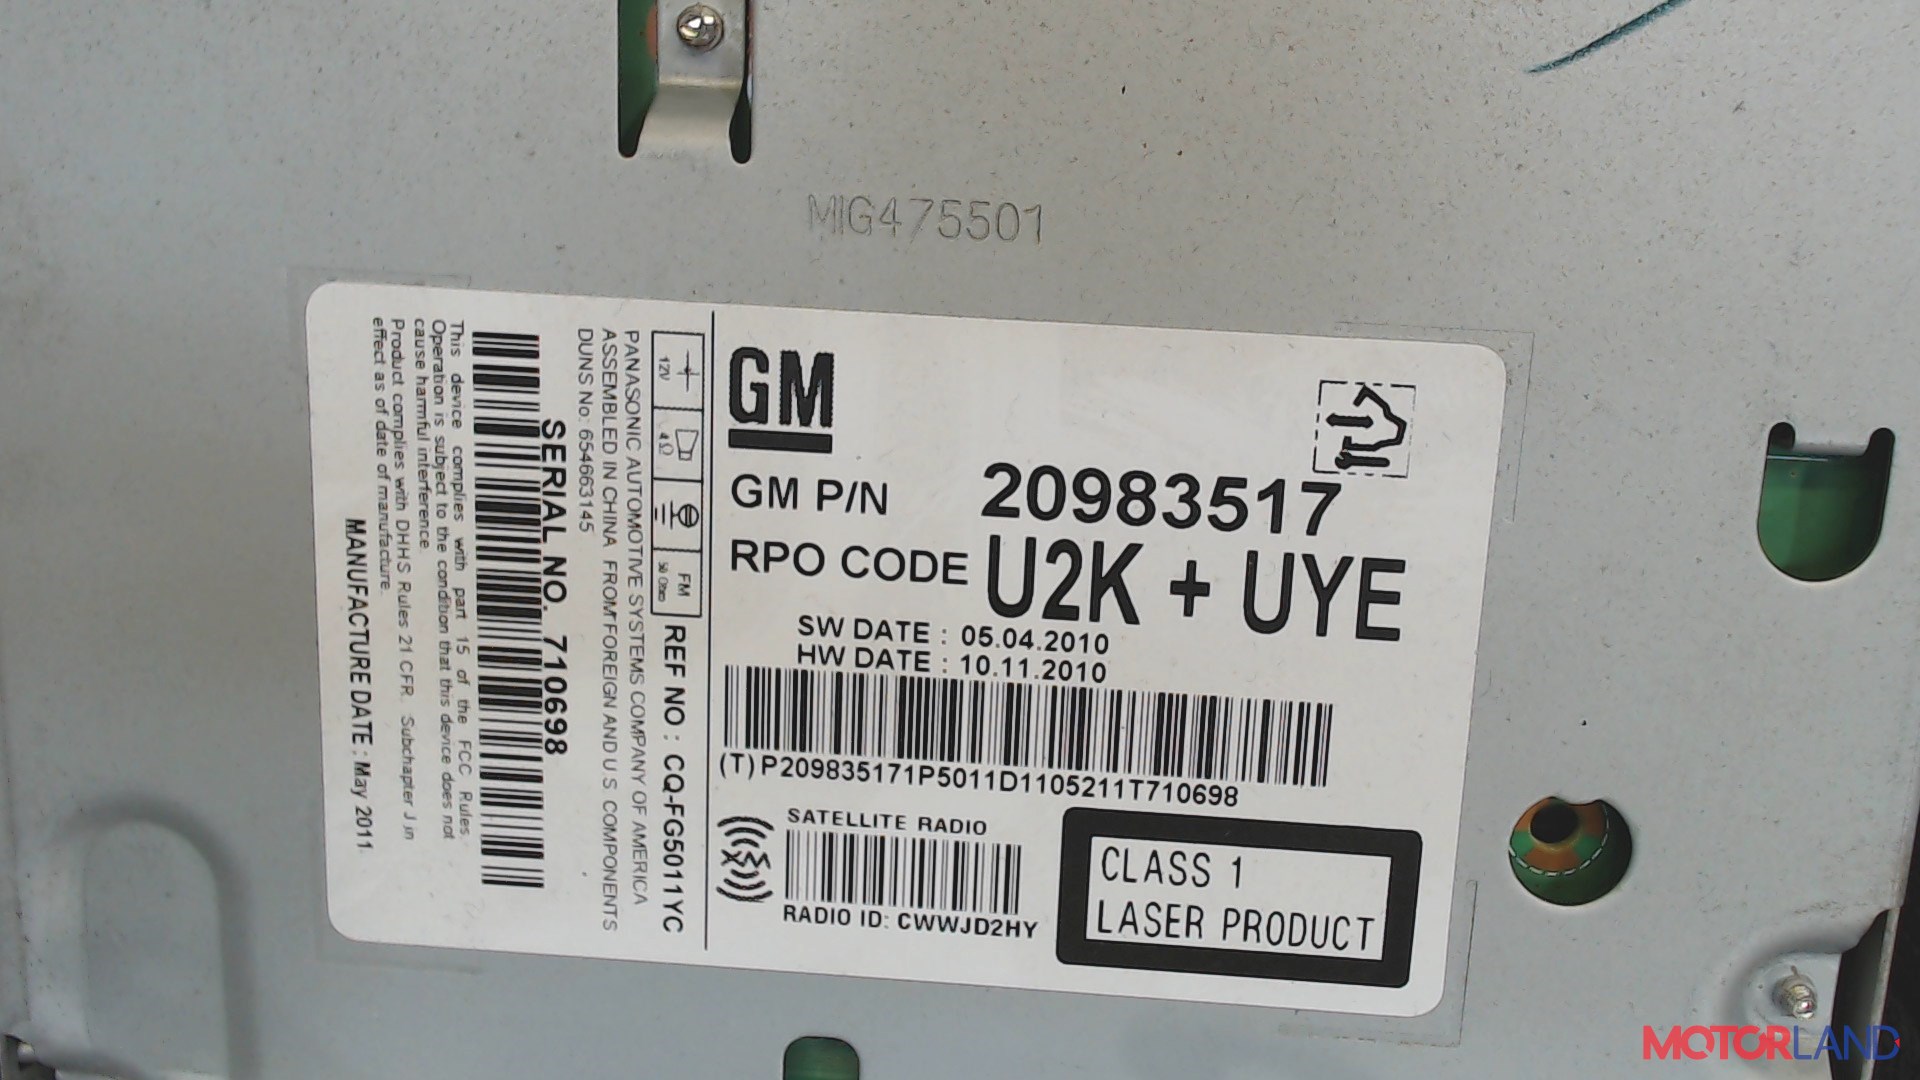 MIG475501
GM
GM P/N 20983517
RPO CODE U2K + UYE
SW DATE : 05.04.2010
HW DATE : 10.11.2010
(T)P209835171P5011D1105211T710698
SATELLITE RADIO
RADIO ID: CWWJD2HY
CLASS 1
LASER PRODUCT
12V
4Ω
FM
50 Ohms
REF NO : CQ-FG5011YC
PANASONIC AUTOMOTIVE SYSTEMS COMPANY OF AMERICA
ASSEMBLED IN CHINA FROM FOREIGN AND U.S. COMPONENTS
DUNS No: 654663145
SERIAL NO. 710698
This device complies with part 15 of the FCC Rules.
Operation is subject to the condition that this device does not
cause harmful interference
Product complies with DHHS Rules 21 CFR. Subchapter J in
effect as of date of manufacture.
MANUFACTURE DATE : May 2011
MOTORLAND